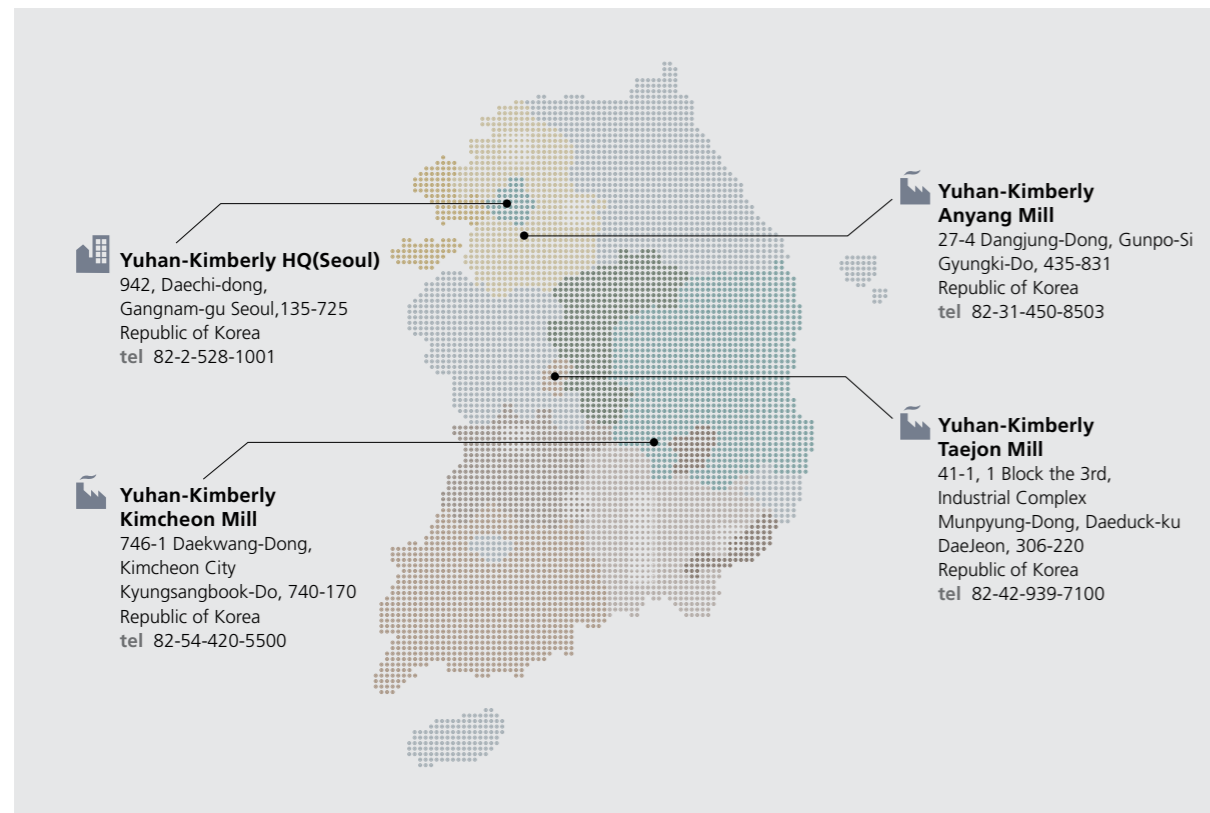 Yuhan-Kimberly HQ(Seoul)
942, Daechi-dong,
Gangnam-gu Seoul,135-725
Republic of Korea
tel 82-2-528-1001
Yuhan-Kimberly
Kimcheon Mill
746-1 Daekwang-Dong,
Kimcheon City
Kyungsangbook-Do, 740-170
Republic of Korea
tel 82-54-420-5500
Yuhan-Kimberly
Anyang Mill
27-4 Dangjung-Dong, Gunpo-Si
Gyungki-Do, 435-831
Republic of Korea
tel 82-31-450-8503
Yuhan-Kimberly
Taejon Mill
41-1, 1 Block the 3rd,
Industrial Complex
Munpyung-Dong, Daeduck-ku
DaeJeon, 306-220
Republic of Korea
tel 82-42-939-7100